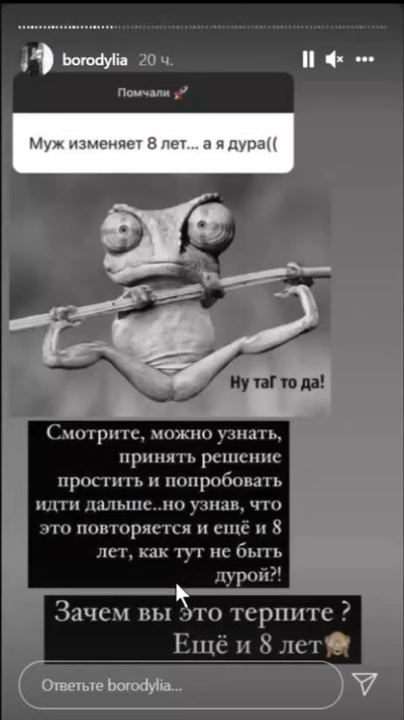 borodylia 20 ч.
Помчали 🚀
Муж изменяет 8 лет... а я дура((
Ну таГ то да!
Смотрите, можно узнать,
принять решение
простить и попробовать
идти дальше..но узнав, что
это повторяется и ещё и 8
лет, как тут не быть
дурой?!
Зачем вы это терпите ?
Ещё и 8 лет🙈
Ответьте borodylia...